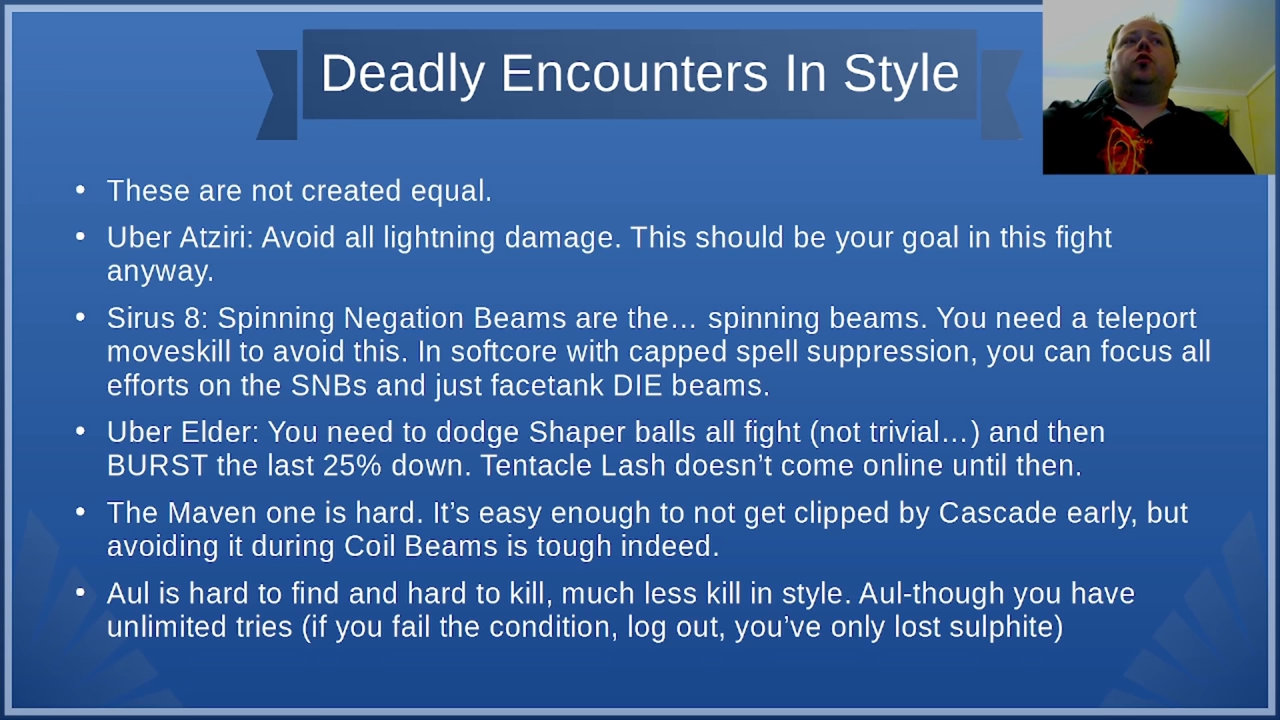 Deadly Encounters In Style
• These are not created equal.
• Uber Atziri: Avoid all lightning damage. This should be your goal in this fight
anyway.
• Sirus 8: Spinning Negation Beams are the… spinning beams. You need a teleport
moveskill to avoid this. In softcore with capped spell suppression, you can focus all
efforts on the SNBs and just facetank DIE beams.
• Uber Elder: You need to dodge Shaper balls all fight (not trivial…) and then
BURST the last 25% down. Tentacle Lash doesn’t come online until then.
• The Maven one is hard. It’s easy enough to not get clipped by Cascade early, but
avoiding it during Coil Beams is tough indeed.
• Aul is hard to find and hard to kill, much less kill in style. Aul-though you have
unlimited tries (if you fail the condition, log out, you’ve only lost sulphite)